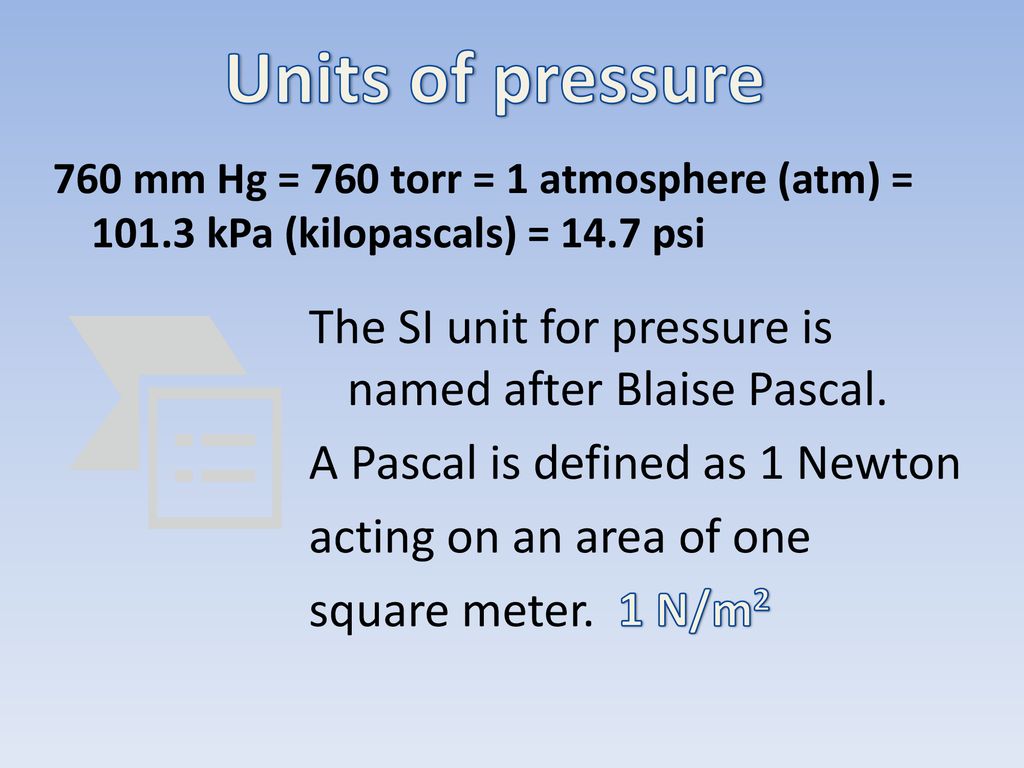 Units of pressure
760 mm Hg = 760 torr = 1 atmosphere (atm) =
101.3 kPa (kilopascals) = 14.7 psi
The SI unit for pressure is
named after Blaise Pascal.
A Pascal is defined as 1 Newton
acting on an area of one
square meter. 1 N/m²